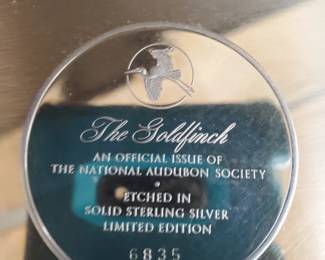 The Goldfinch
AN OFFICIAL ISSUE OF
THE NATIONAL AUDUBON SOCIETY
•
ETCHED IN
SOLID STERLING SILVER
LIMITED EDITION
6835